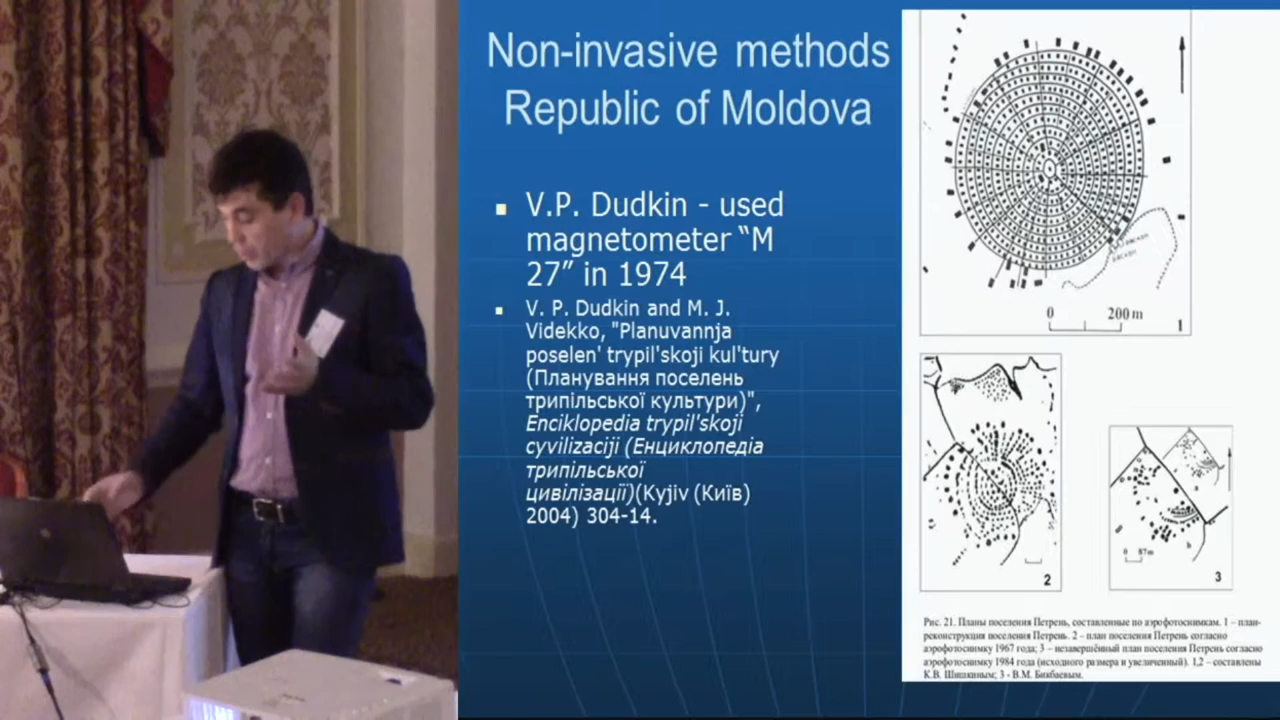 Non-invasive methods
Republic of Moldova
V.P. Dudkin - used
magnetometer “M
27” in 1974
V. P. Dudkin and M. J.
Videkko, "Planuvannja
poselen' trypil'skoji kul'tury
(Планування поселень
трипільської культури)",
Enciklopedia trypil'skoji
cyvilizaciji (Енциклопедіа
трипільської
цивілізації)(Kyjiv (Київ)
2004) 304-14.
0 200 m
1
2
0 87m
b
3
Рис. 21. Планы поселения Петрень, составленные по аэрофотоснимкам. 1 – план-
реконструкция поселения Петрень. 2 – план поселения Петрень согласно
аэрофотоснимку 1967 года; 3 – незавершённый план поселения Петрень согласно
аэрофотоснимку 1984 года (исходного размера и увеличенный). 1,2 – составлены
К.В. Шишкиным; 3 - В.М. Бикбаевым.